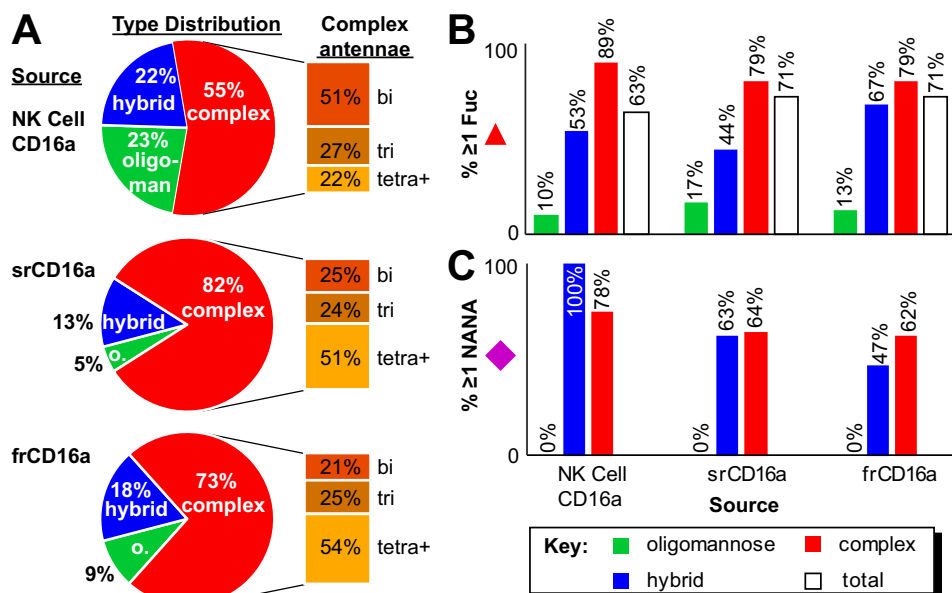 A
Type Distribution
Complex
antennae
Source
NK Cell
CD16a
22%
hybrid
55%
complex
23%
oligo-
man
51% bi
27% tri
22% tetra+
srCD16a
82%
complex
13% hybrid
5% o.
25% bi
24% tri
51% tetra+
frCD16a
73%
complex
18%
hybrid
o.
9%
21% bi
25% tri
54% tetra+
B
% ≥1 Fuc
100
0
10% 53% 89% 63%
17% 44% 79% 71%
13% 67% 79% 71%
C
% ≥1 NANA
100
0
0% 100% 78%
0% 63% 64%
0% 47% 62%
NK Cell
CD16a
srCD16a
frCD16a
Source
Key: oligomannose complex
hybrid total